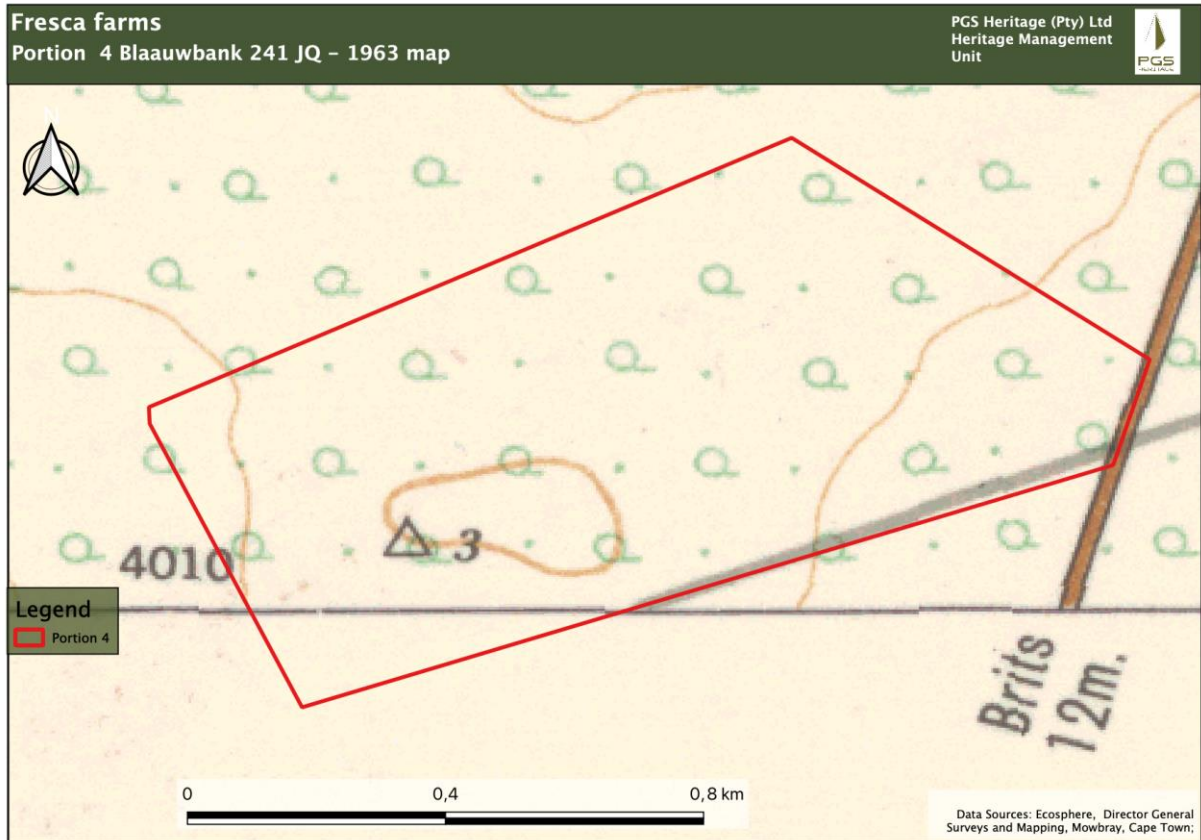 Fresca farms
Portion 4 Blaauwbank 241 JQ – 1963 map
PGS Heritage (Pty) Ltd
Heritage Management
Unit
PGS
HERITAGE
N
4010
3
Legend
Portion 4
Brits
12m.
0 0,4 0,8 km
Data Sources: Ecosphere, Director General
Surveys and Mapping, Mowbray, Cape Town;